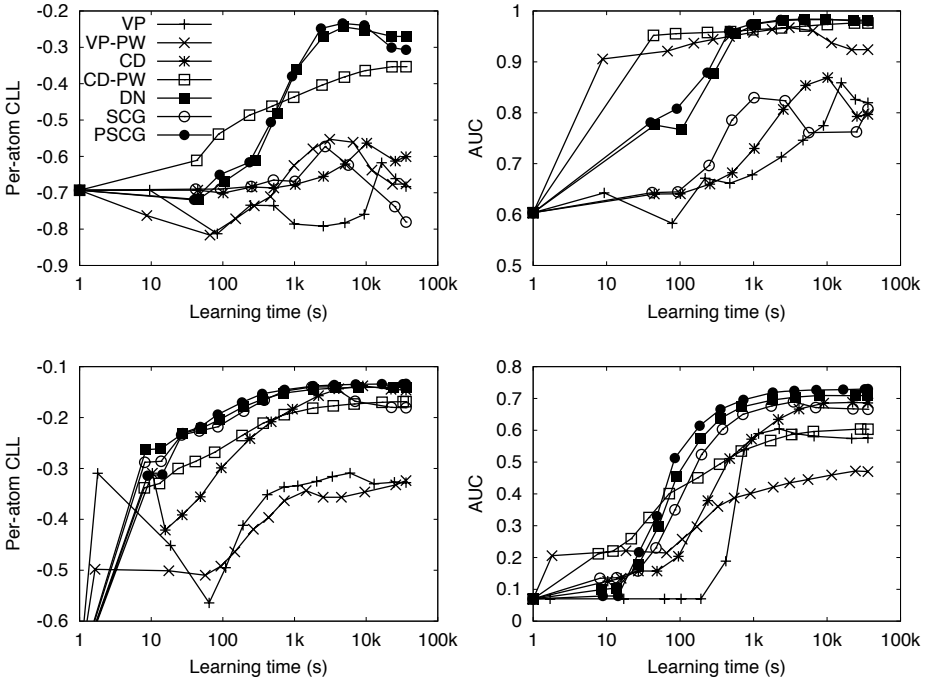 VP
VP-PW
CD
CD-PW
DN
SCG
PSCG
-0.2
-0.3
-0.4
-0.5
-0.6
-0.7
-0.8
-0.9
Per-atom CLL
1 10 100 1k 10k 100k
Learning time (s)
1
0.9
0.8
0.7
0.6
0.5
AUC
1 10 100 1k 10k 100k
Learning time (s)
-0.1
-0.2
-0.3
-0.4
-0.5
-0.6
Per-atom CLL
1 10 100 1k 10k 100k
Learning time (s)
0.8
0.7
0.6
0.5
0.4
0.3
0.2
0.1
0
AUC
1 10 100 1k 10k 100k
Learning time (s)